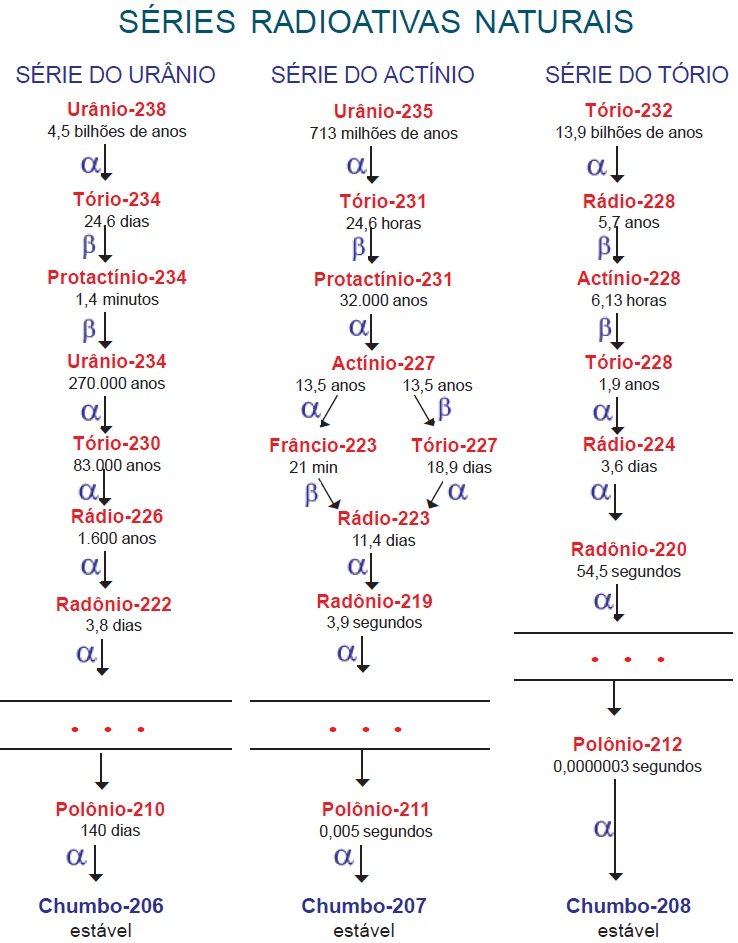 SÉRIES RADIOATIVAS NATURAIS
SÉRIE DO URÂNIO
Urânio-238
4,5 bilhões de anos
α
Tório-234
24,6 dias
β
Protactínio-234
1,4 minutos
β
Urânio-234
270.000 anos
α
Tório-230
83.000 anos
α
Rádio-226
1.600 anos
α
Radônio-222
3,8 dias
α
. . .
Polônio-210
140 dias
α
Chumbo-206
estável
SÉRIE DO ACTÍNIO
Urânio-235
713 milhões de anos
α
Tório-231
24,6 horas
β
Protactínio-231
32.000 anos
α
Actínio-227
13,5 anos 13,5 anos
α β
Frâncio-223 Tório-227
21 min 18,9 dias
β α
Rádio-223
11,4 dias
α
Radônio-219
3,9 segundos
α
. . .
Polônio-211
0,005 segundos
α
Chumbo-207
estável
SÉRIE DO TÓRIO
Tório-232
13,9 bilhões de anos
α
Rádio-228
5,7 anos
β
Actínio-228
6,13 horas
β
Tório-228
1,9 anos
α
Rádio-224
3,6 dias
α
Radônio-220
54,5 segundos
α
. . .
Polônio-212
0,0000003 segundos
α
Chumbo-208
estável